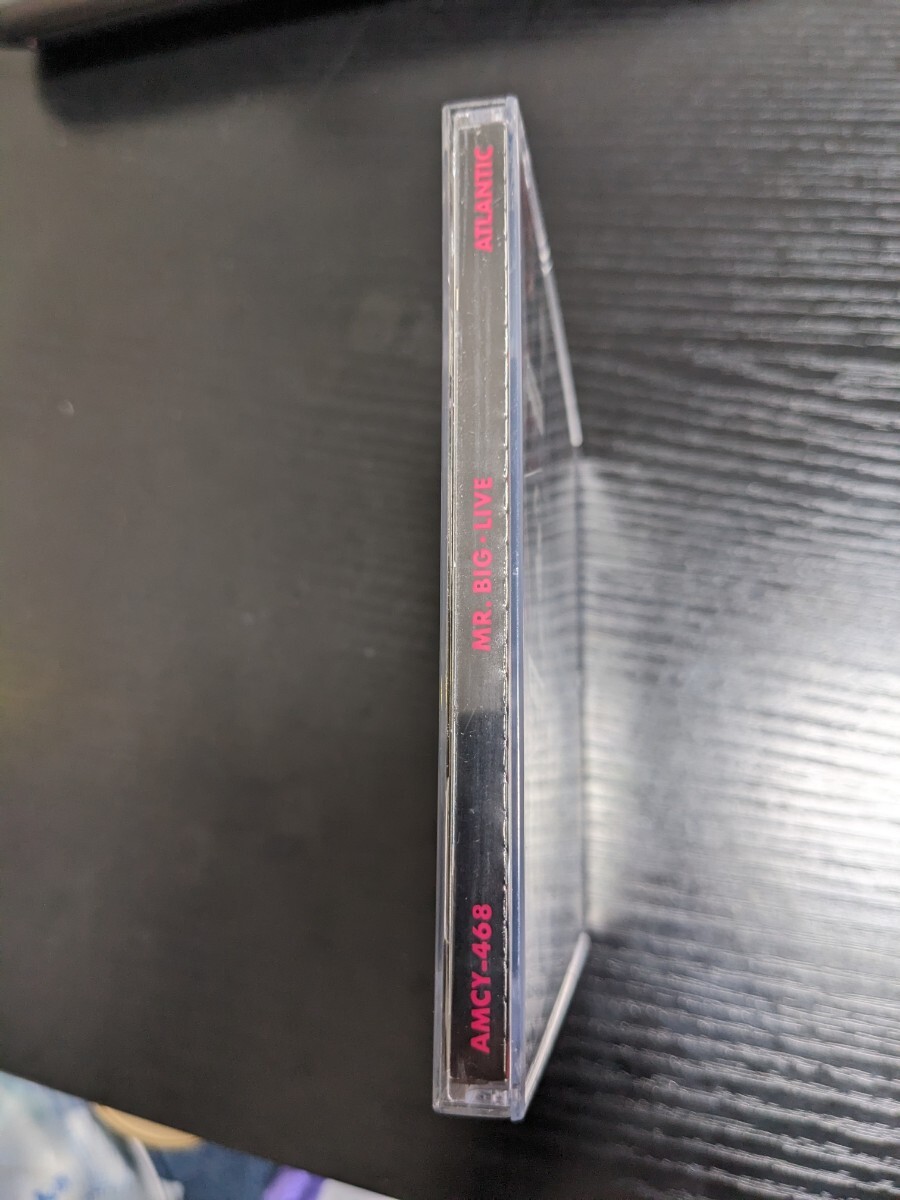 AMCY-468
MR. BIG • LIVE
ATLANTIC